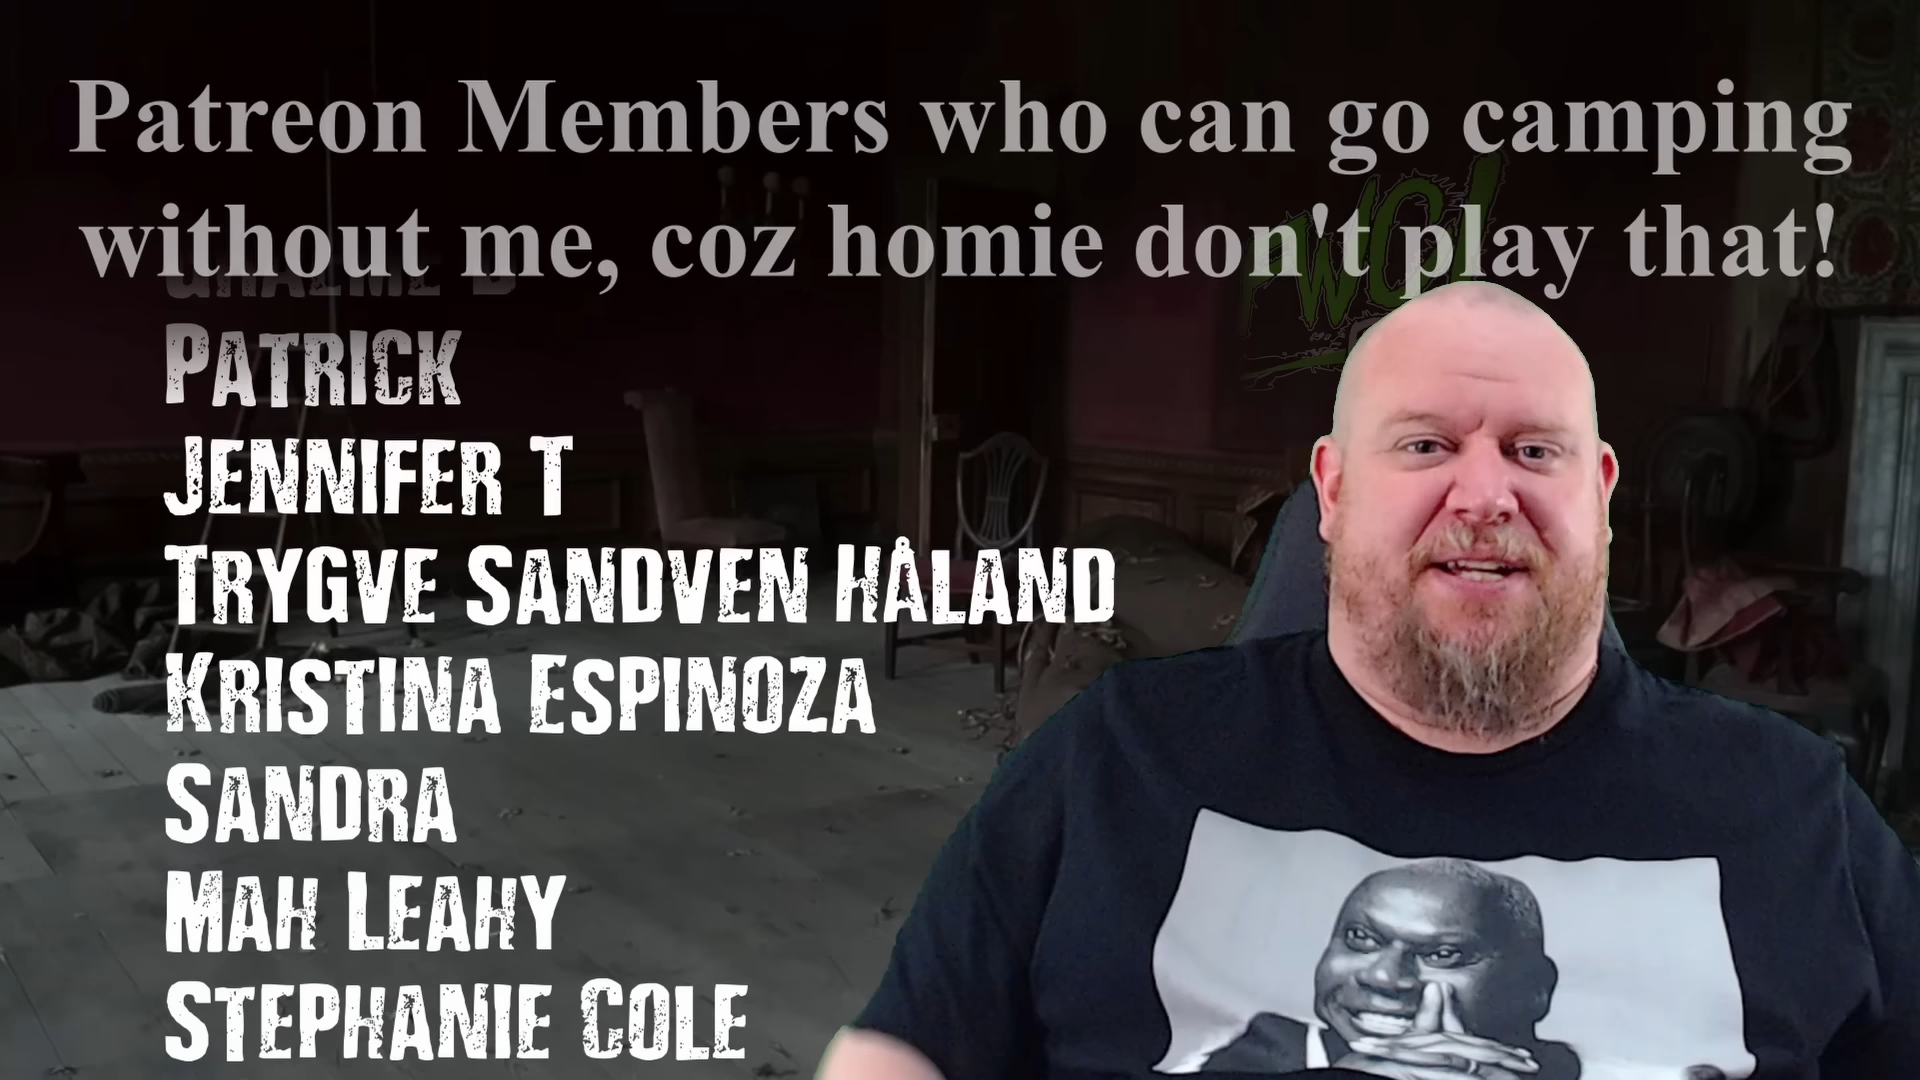 Patreon Members who can go camping
without me, coz homie don't play that!
GRAEME B
PATRICK
JENNIFER T
TRYGVE SANDVEN HÅLAND
KRISTINA ESPINOZA
SANDRA
MAH LEAHY
STEPHANIE COLE